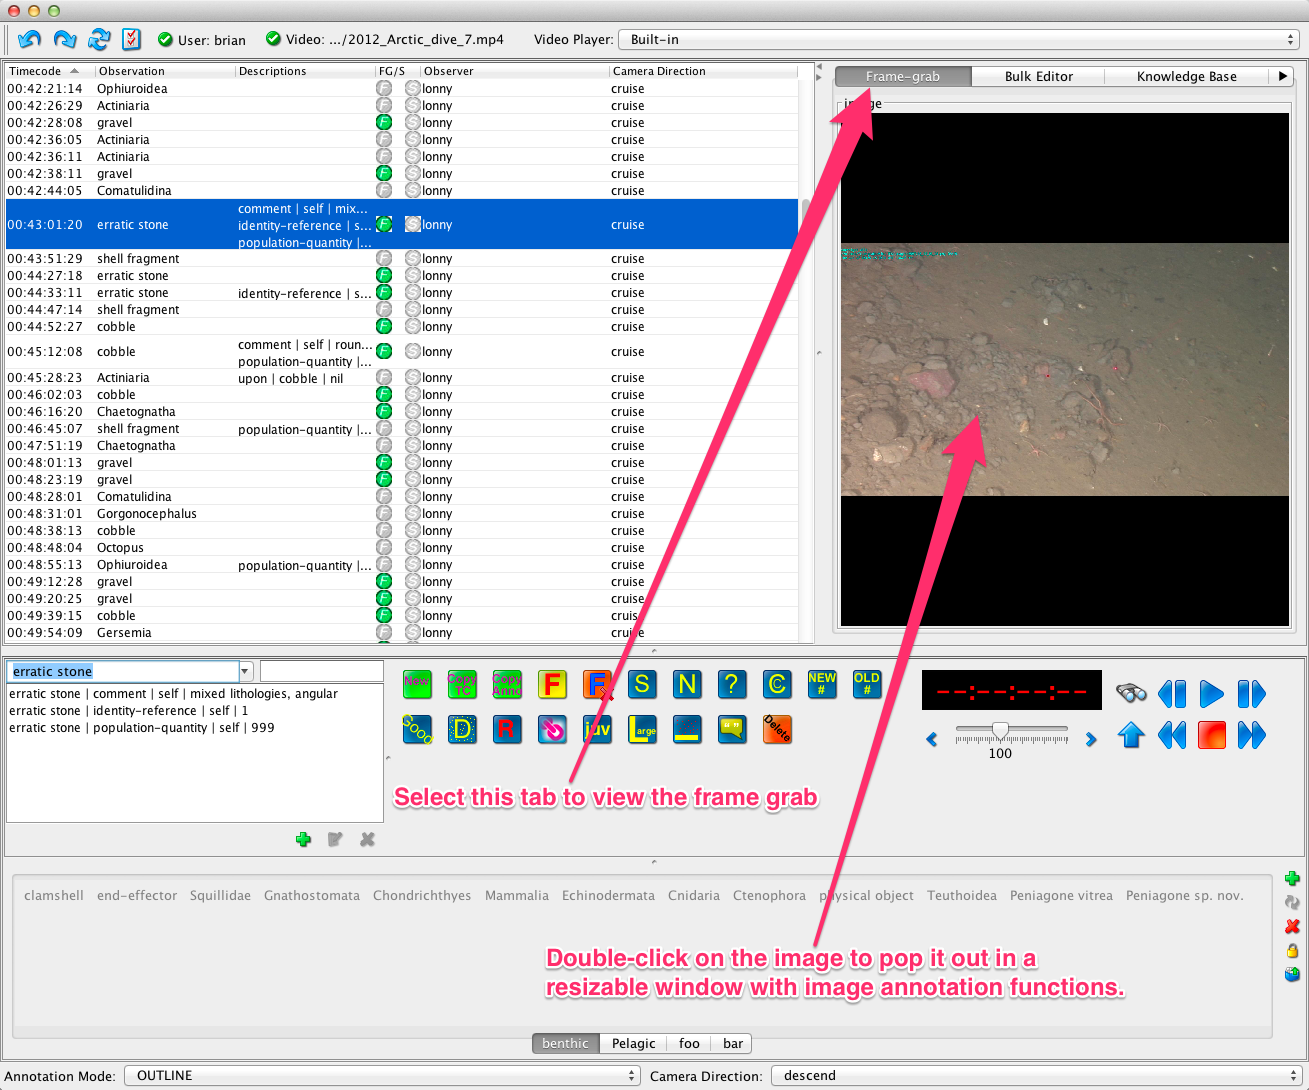 User: brian Video: .../2012_Arctic_dive_7.mp4 Video Player: Built-in
Timecode Observation Descriptions FG/S Observer Camera Direction
00:42:21:14 Ophiuroidea F S lonny cruise
00:42:26:29 Actiniaria F S lonny cruise
00:42:28:08 gravel F S lonny cruise
00:42:36:05 Actiniaria F S lonny cruise
00:42:36:11 Actiniaria F S lonny cruise
00:42:38:11 gravel F S lonny cruise
00:42:44:05 Comatulidina F S lonny cruise
comment | self | mix...
00:43:01:20 erratic stone identity-reference | s... F S lonny cruise
population-quantity |...
00:43:51:29 shell fragment F S lonny cruise
00:44:27:18 erratic stone F S lonny cruise
00:44:33:11 erratic stone identity-reference | s... F S lonny cruise
00:44:47:14 shell fragment F S lonny cruise
00:44:52:27 cobble F S lonny cruise
comment | self | roun...
00:45:12:08 cobble F S lonny cruise
population-quantity |...
00:45:28:23 Actiniaria upon | cobble | nil F S lonny cruise
00:46:02:03 cobble F S lonny cruise
00:46:16:20 Chaetognatha F S lonny cruise
00:46:45:07 shell fragment population-quantity |... F S lonny cruise
00:47:51:19 Chaetognatha F S lonny cruise
00:48:01:13 gravel F S lonny cruise
00:48:23:19 gravel F S lonny cruise
00:48:28:01 Comatulidina F S lonny cruise
00:48:31:01 Gorgonocephalus F S lonny cruise
00:48:38:13 cobble F S lonny cruise
00:48:48:04 Octopus F S lonny cruise
00:48:55:13 Ophiuroidea population-quantity |... F S lonny cruise
00:49:12:28 gravel F S lonny cruise
00:49:20:25 gravel F S lonny cruise
00:49:39:15 cobble F S lonny cruise
00:49:54:09 Gersemia F S lonny cruise
Frame-grab Bulk Editor Knowledge Base
image
erratic stone
erratic stone | comment | self | mixed lithologies, angular
erratic stone | identity-reference | self | 1
erratic stone | population-quantity | self | 999
New Copy TC Copy Anno F F S N ? C NEW # OLD #
Good D R juv Large Delete
--:--:--:--
100
Select this tab to view the frame grab
clamshell end-effector Squillidae Gnathostomata Chondrichthyes Mammalia Echinodermata Cnidaria Ctenophora physical object Teuthoidea Peniagone vitrea Peniagone sp. nov.
Double-click on the image to pop it out in a
resizable window with image annotation functions.
benthic Pelagic foo bar
Annotation Mode: OUTLINE Camera Direction: descend